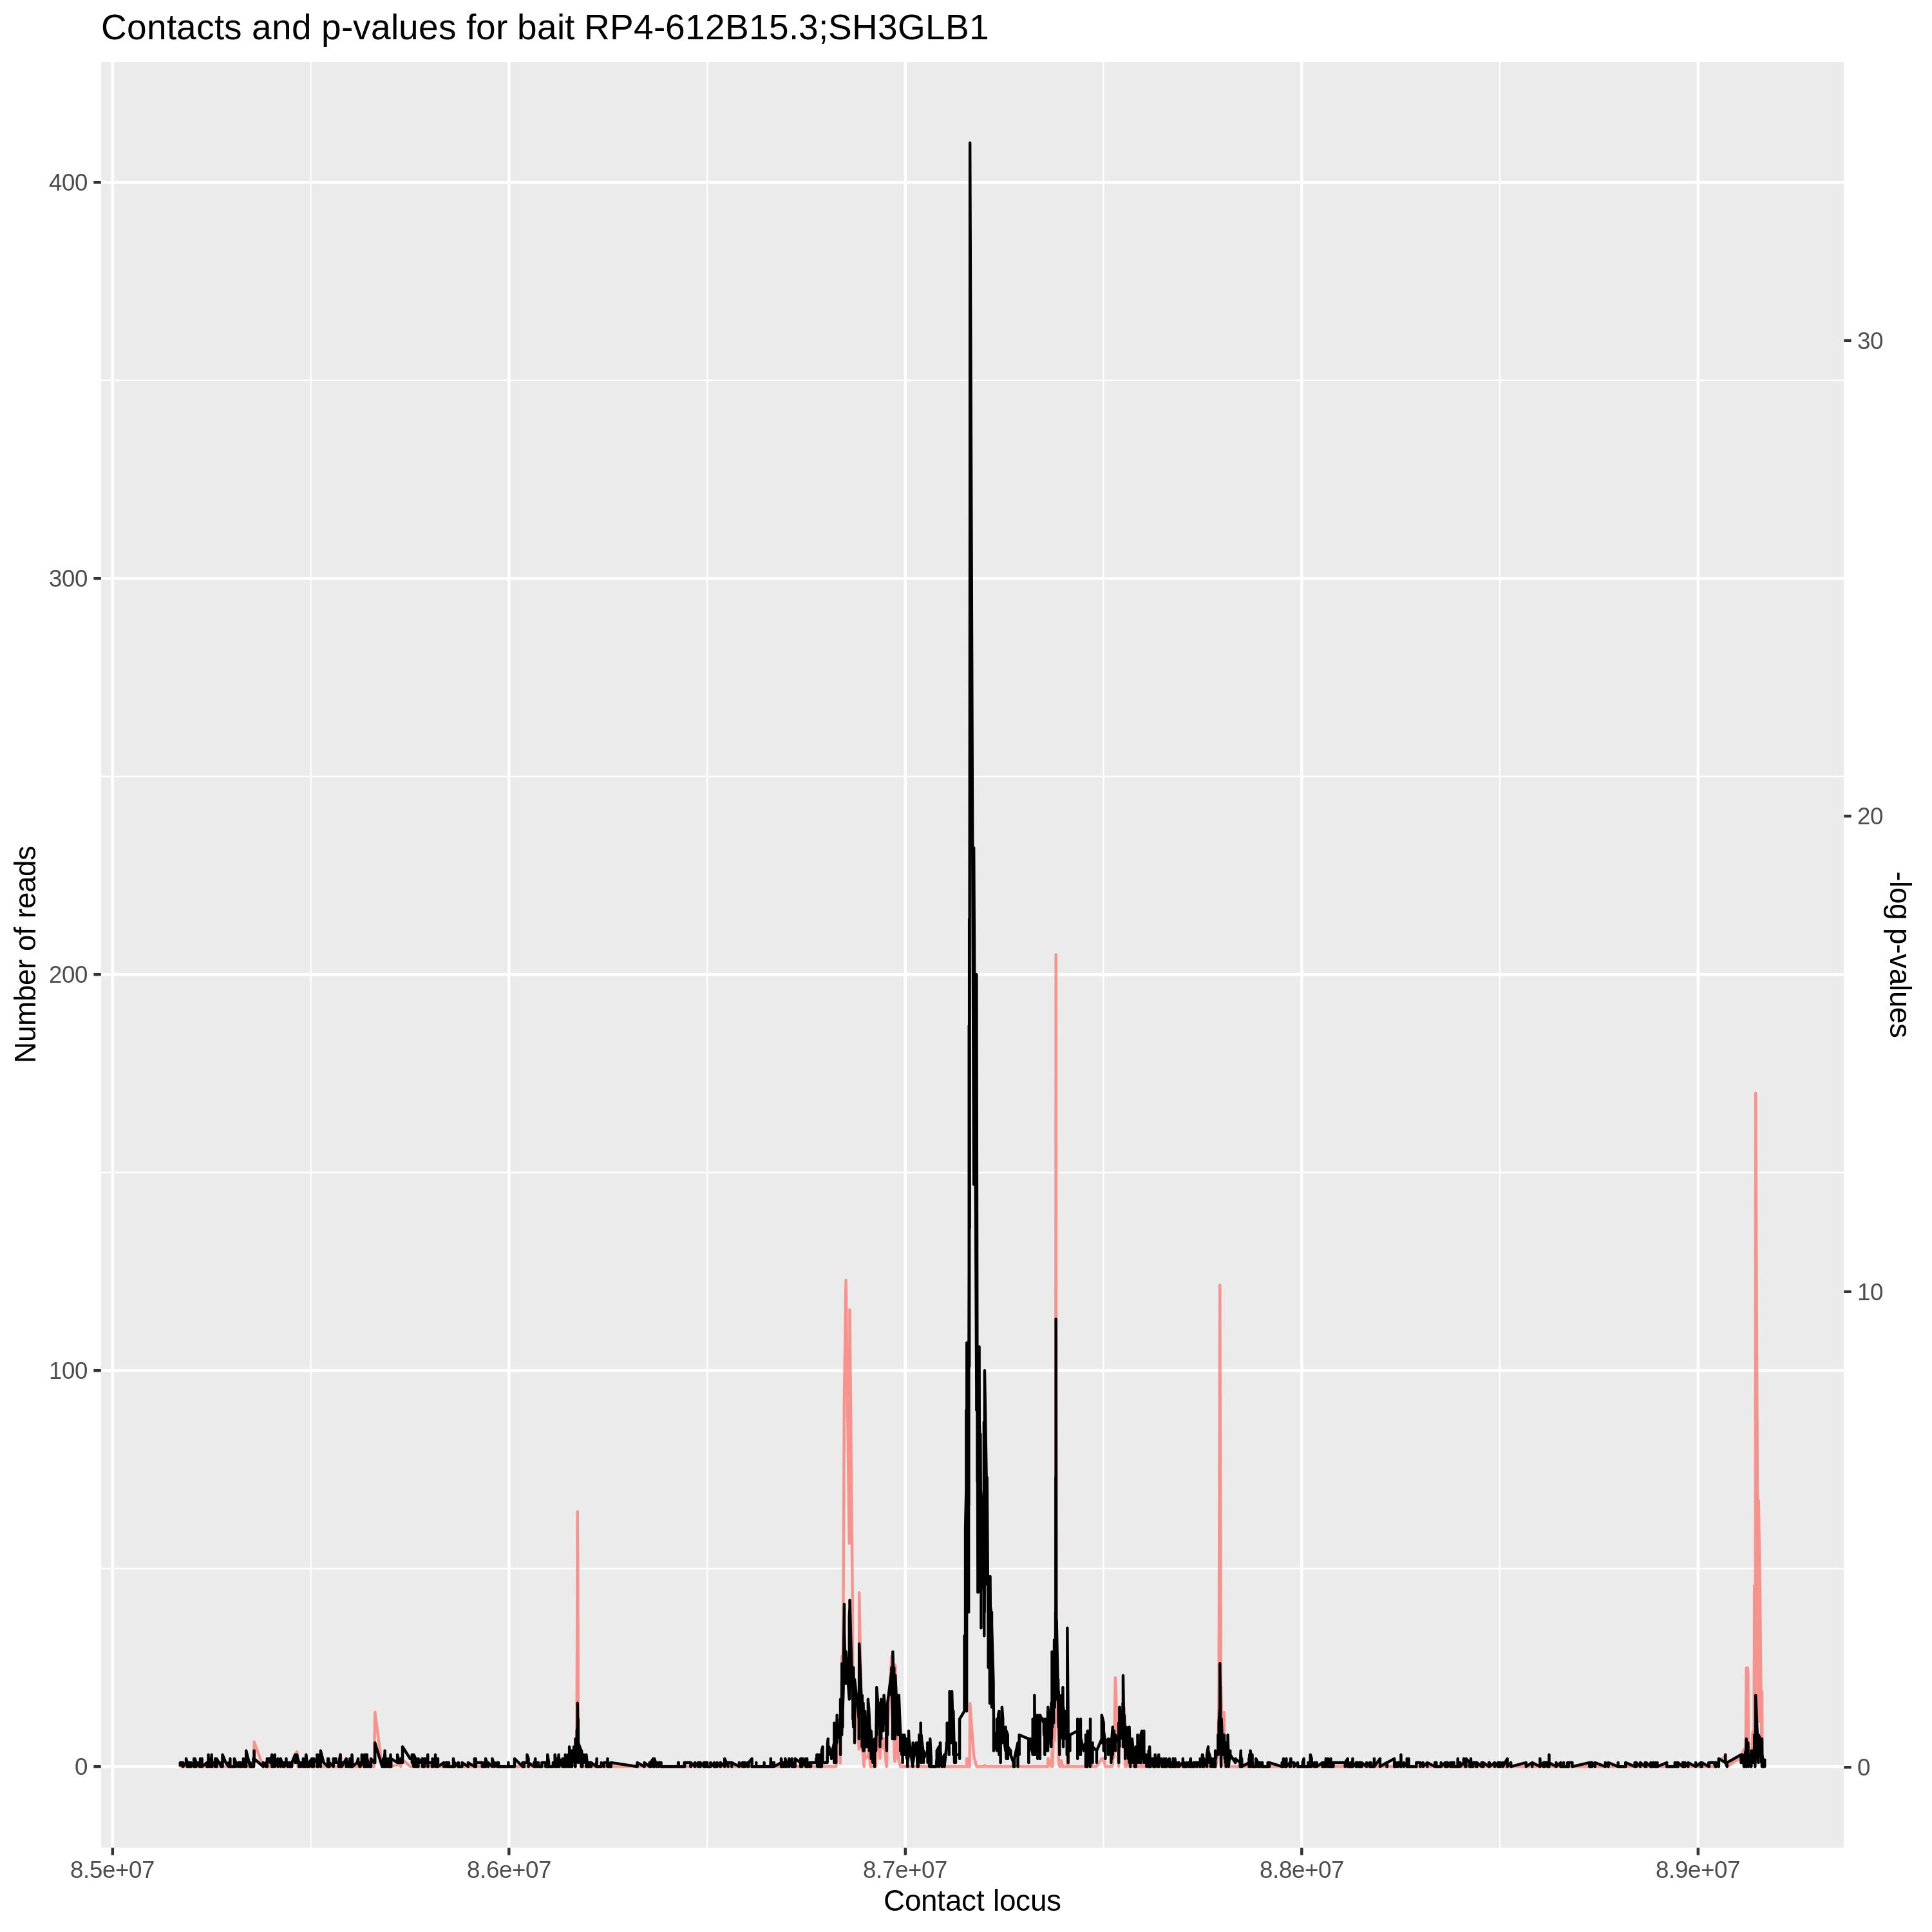 Contacts and p-values for bait RP4-612B15.3;SH3GLB1
400
300
200
100
0
Number of reads
30
20
10
0
-log p-values
8.5e+07
8.6e+07
8.7e+07
8.8e+07
8.9e+07
Contact locus